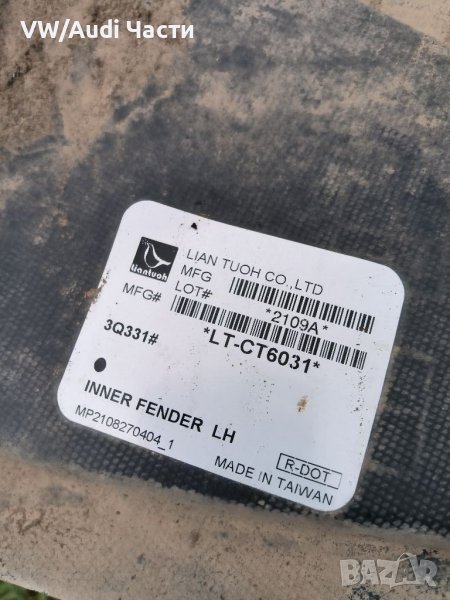 VW/Audi Части
Liantuoh
LIAN TUOH CO.,LTD
MFG
LOT#
*2109A*
MFG#
*LT-CT6031*
3Q331#
INNER FENDER LH
MP2108270404_1
R-DOT
MADE IN TAIWAN
BAZAR